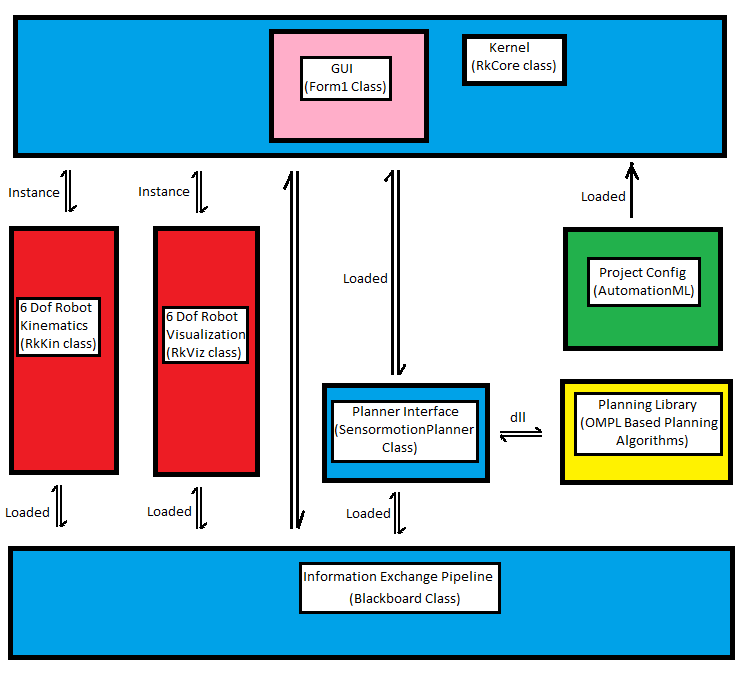 GUI
(Form1 Class)
Kernel
(RkCore class)
Instance
Instance
Loaded
Loaded
6 Dof Robot
Kinematics
(RkKin class)
6 Dof Robot
Visualization
(RkViz class)
Project Config
(AutomationML)
Planner Interface
(SensormotionPlanner
Class)
dll
Planning Library
(OMPL Based Planning
Algorithms)
Loaded
Loaded
Loaded
Information Exchange Pipeline
(Blackboard Class)